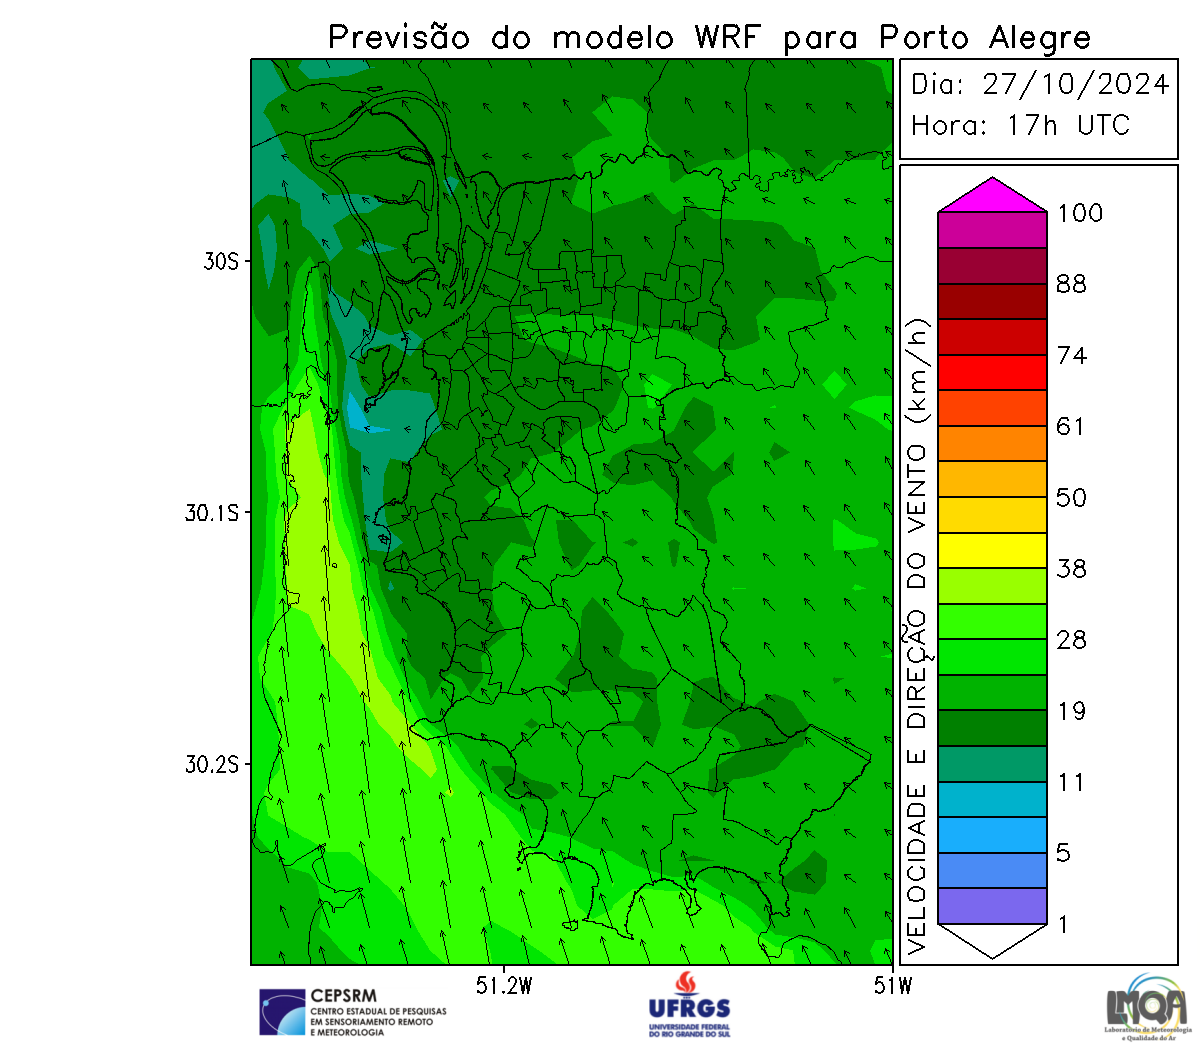 Previsão do modelo WRF para Porto Alegre
Dia: 27/10/2024
Hora: 17h UTC
VELOCIDADE E DIREÇÃO DO VENTO (km/h)
100
88
74
61
50
38
28
19
11
5
1
30S
30.1S
30.2S
51.2W
51W
CEPSRM
CENTRO ESTADUAL DE PESQUISAS
EM SENSORIAMENTO REMOTO
E METEOROLOGIA
UFRGS
UNIVERSIDADE FEDERAL
DO RIO GRANDE DO SUL
LMQA
Laboratório de Meteorologia
e Qualidade do Ar